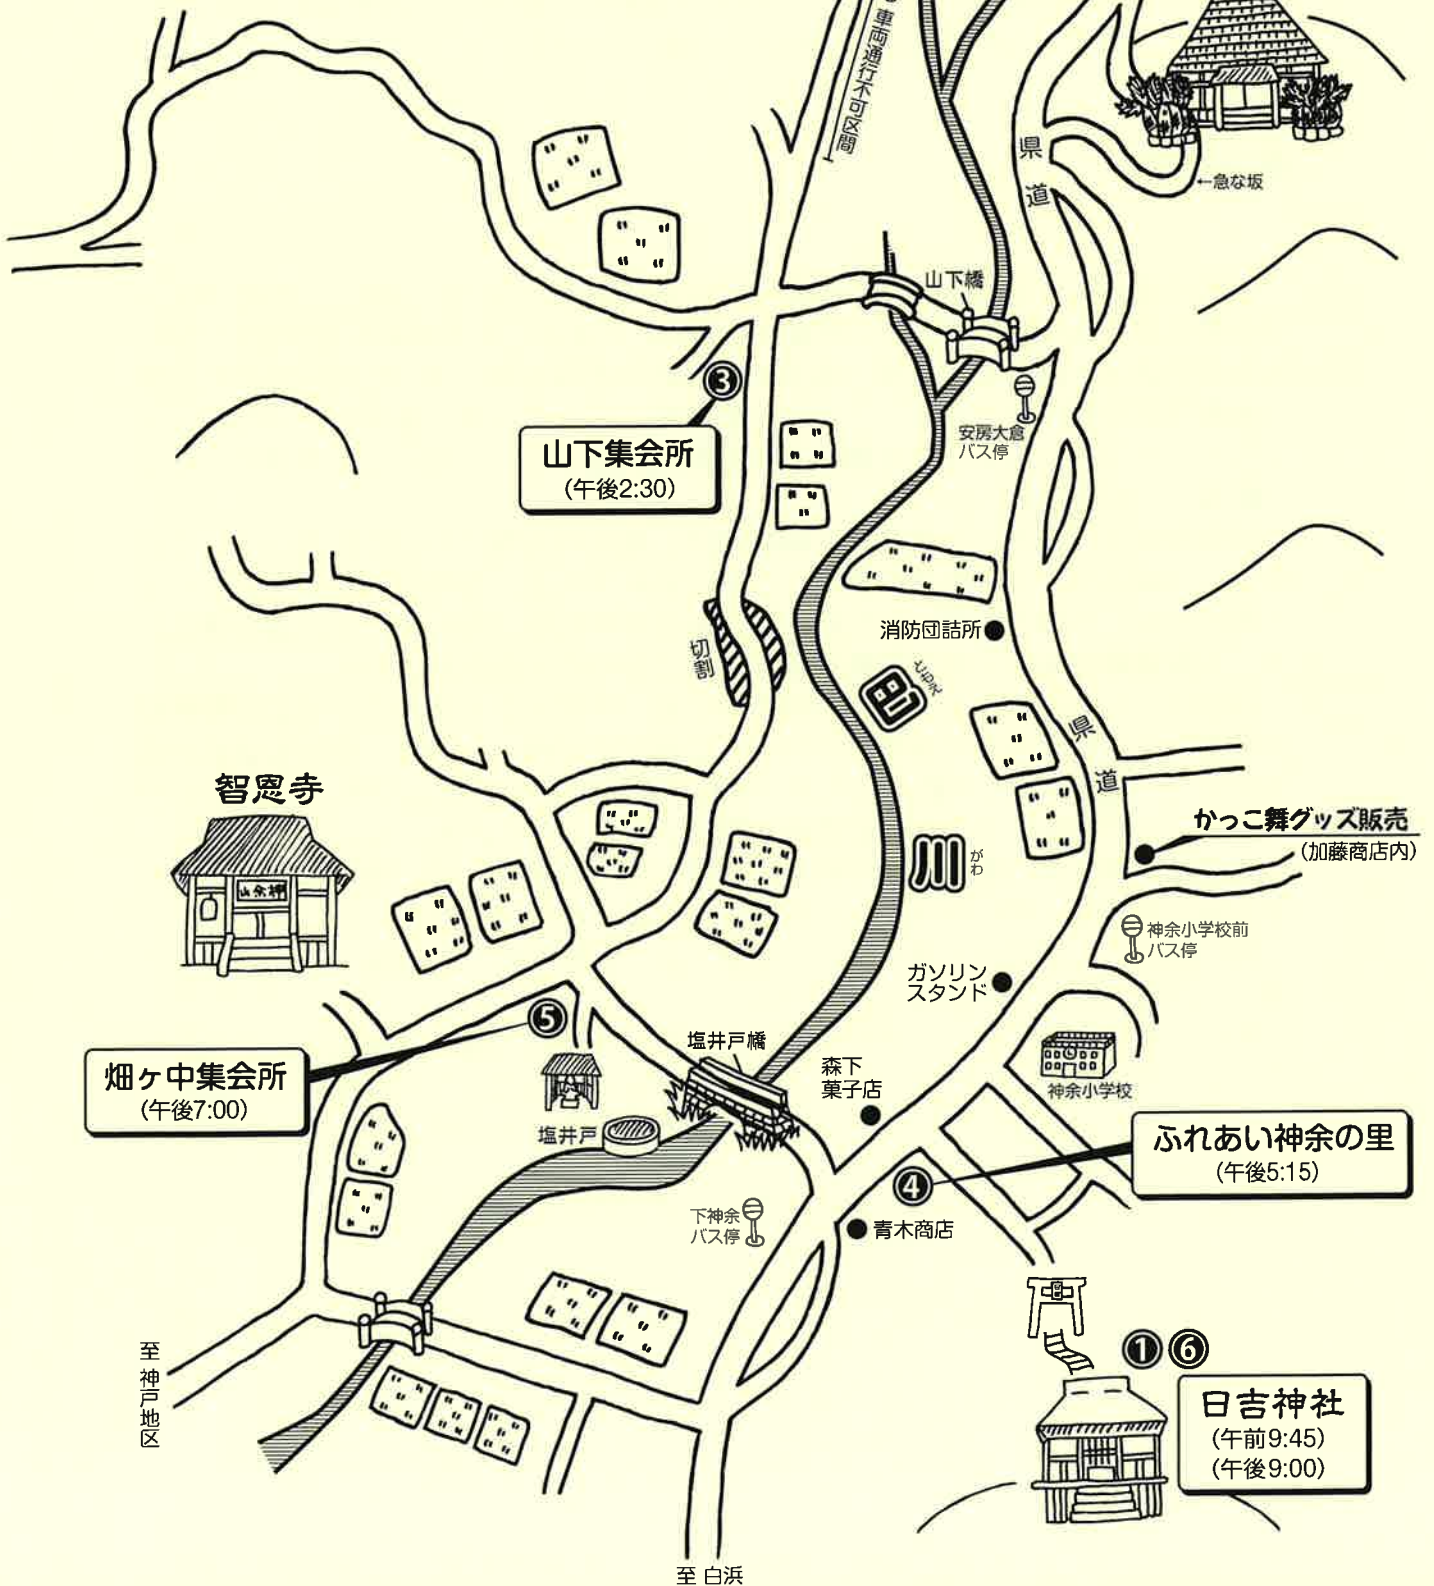 車両通行不可区間
県道
←急な坂
山下橋
❸
山下集会所
(午後2:30)
安房大倉
バス停
消防団詰所
切割
巴
ともえ
川
がわ
県道
智恩寺
かっこ舞グッズ販売
(加藤商店内)
神余小学校前
バス停
ガソリン
スタンド
❺
畑ヶ中集会所
(午後7:00)
塩井戸橋
森下
菓子店
神余小学校
塩井戸
ふれあい神余の里
(午後5:15)
❹
下神余
バス停
青木商店
至 神戸地区
❶❻
日吉神社
(午前9:45)
(午後9:00)
至 白浜